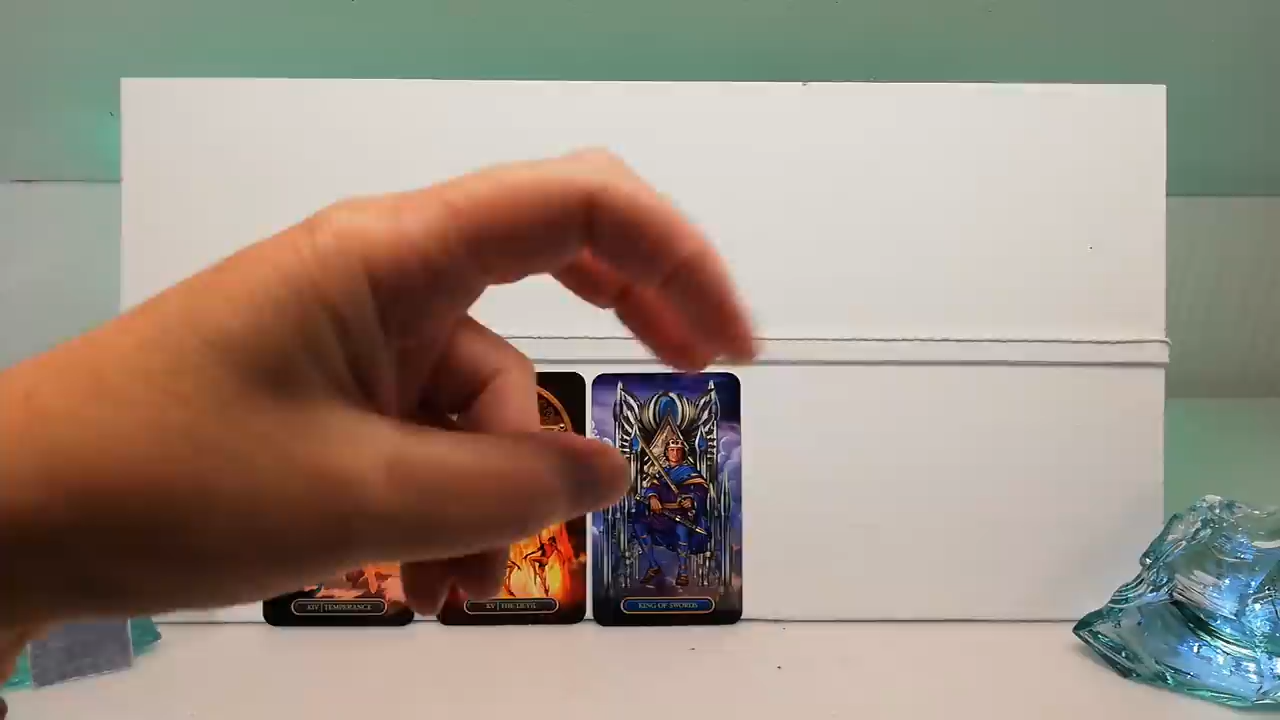 XIV | TEMPERANCE
XV | THE DEVIL
KING OF SWORDS